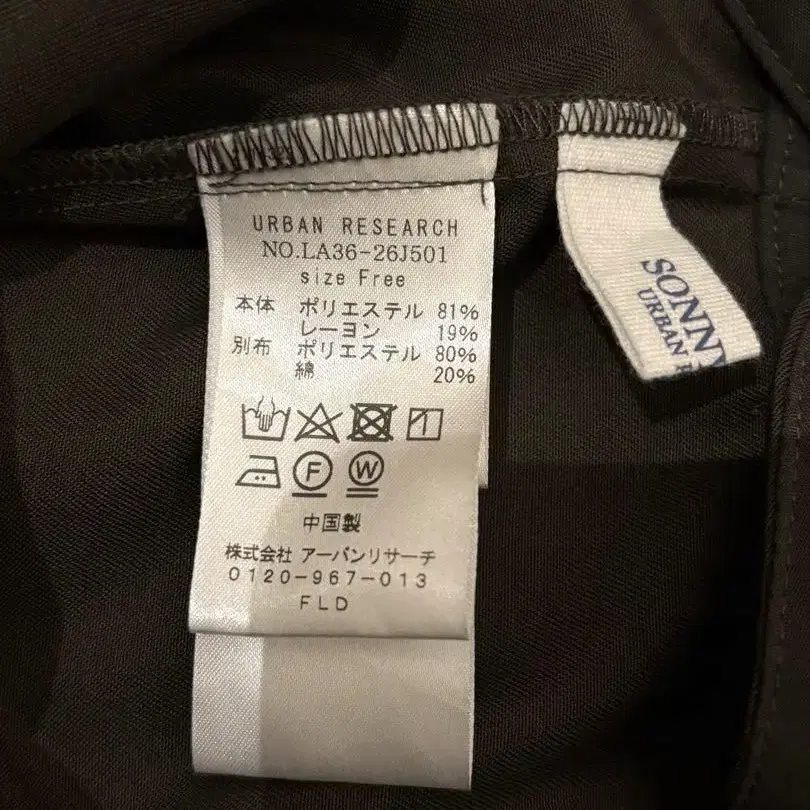 URBAN RESEARCH
NO.LA36-26J501
size Free
本体 ポリエステル 81%
レーヨン 19%
別布 ポリエステル 80%
綿 20%
F W
中国製
株式会社 アーバンリサーチ
0120-967-013
FLD
SONNY
URBAN